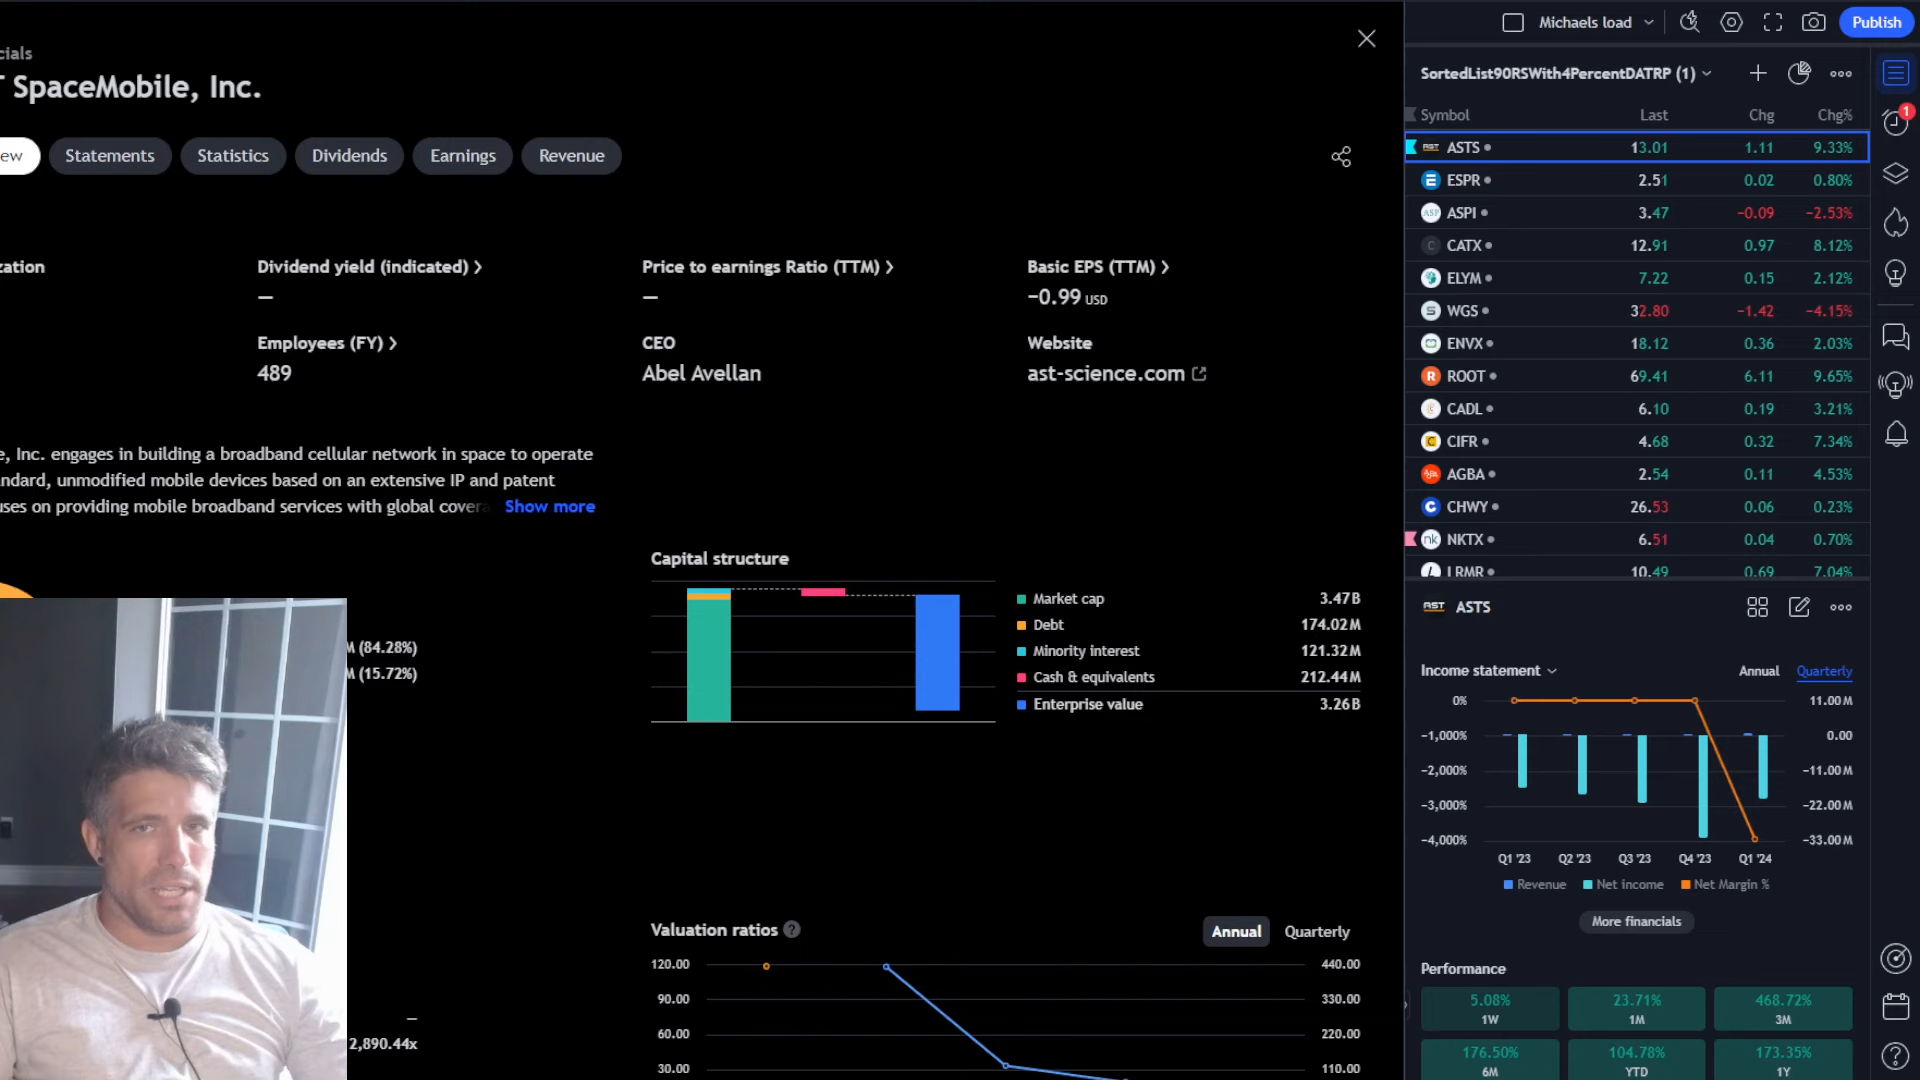 cials
T SpaceMobile, Inc.
ew
Statements
Statistics
Dividends
Earnings
Revenue
zation
Dividend yield (indicated)
—
Price to earnings Ratio (TTM)
—
Basic EPS (TTM)
−0.99 USD
Employees (FY)
489
CEO
Abel Avellan
Website
ast-science.com
e, Inc. engages in building a broadband cellular network in space to operate
ndard, unmodified mobile devices based on an extensive IP and patent
uses on providing mobile broadband services with global covera Show more
M (84.28%)
M (15.72%)
—
2,890.44x
Capital structure
Market cap 3.47B
Debt 174.02M
Minority interest 121.32M
Cash & equivalents 212.44M
Enterprise value 3.26B
Valuation ratios ?
Annual Quarterly
120.00 440.00
90.00 330.00
60.00 220.00
30.00 110.00
Michaels load
Publish
SortedList90RSWith4PercentDATRP (1)
1
Symbol Last Chg Chg%
AST ASTS 13.01 1.11 9.33%
ESPR 2.51 0.02 0.80%
ASP ASPI 3.47 −0.09 −2.53%
C CATX 12.91 0.97 8.12%
ELYM 7.22 0.15 2.12%
S WGS 32.80 −1.42 −4.15%
ENVX 18.12 0.36 2.03%
R ROOT 69.41 6.11 9.65%
CADL 6.10 0.19 3.21%
C CIFR 4.68 0.32 7.34%
AGBA 2.54 0.11 4.53%
C CHWY 26.53 0.06 0.23%
nk NKTX 6.51 0.04 0.70%
LRMR 10.49 0.69 7.04%
AST ASTS
Income statement
Annual Quarterly
0% 11.00M
−1,000% 0.00
−2,000% −11.00M
−3,000% −22.00M
−4,000% −33.00M
Q1 '23 Q2 '23 Q3 '23 Q4 '23 Q1 '24
Revenue Net income Net Margin %
More financials
Performance
5.08% 23.71% 468.72%
1W 1M 3M
176.50% 104.78% 173.35%
6M YTD 1Y